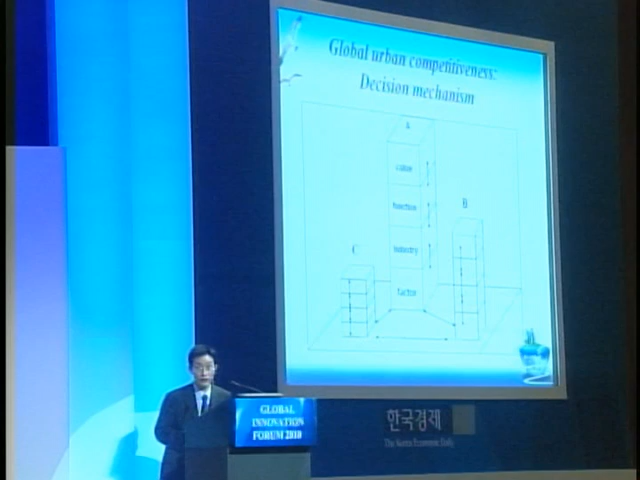 Global urban competitiveness:
Decision mechanism
A
value
B
function
C
industry
factor
GLOBAL
INNOVATION
FORUM 2010
한국경제
The Korea Economic Daily